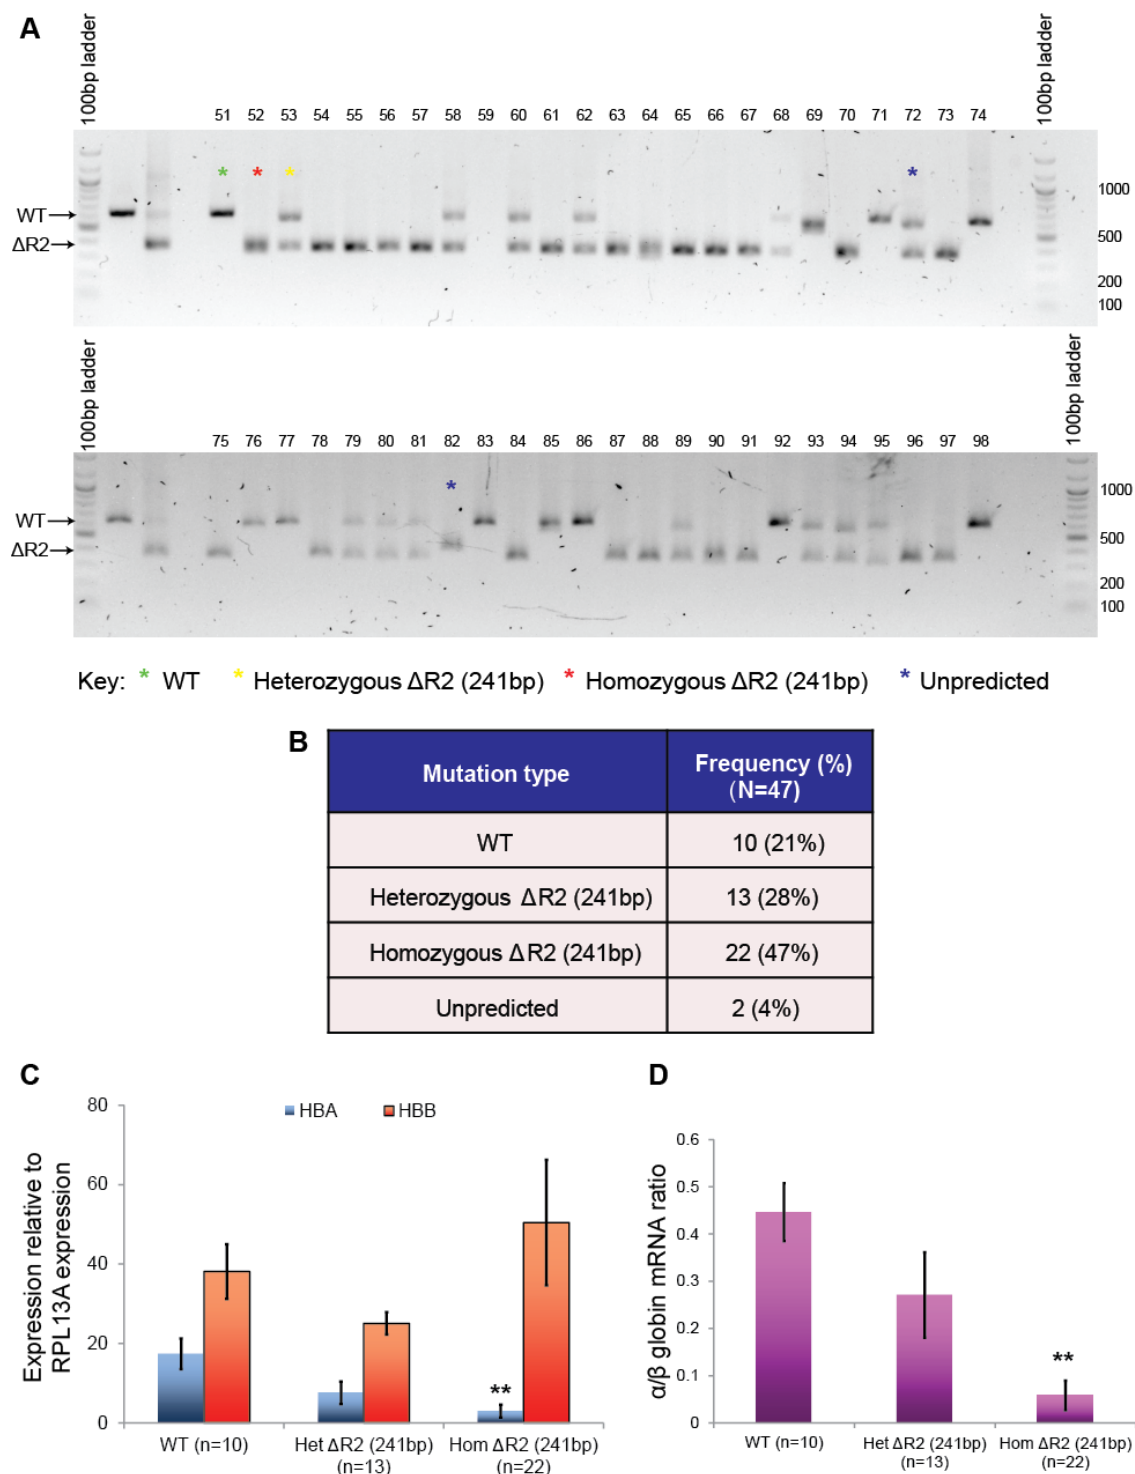 A
100bp ladder
100bp ladder
51 52 53 54 55 56 57 58 59 60 61 62 63 64 65 66 67 68 69 70 71 72 73 74
* * * *
WT
ΔR2
1000
500
200
100
100bp ladder
100bp ladder
75 76 77 78 79 80 81 82 83 84 85 86 87 88 89 90 91 92 93 94 95 96 97 98
*
WT
ΔR2
1000
500
200
100
Key: * WT * Heterozygous ΔR2 (241bp) * Homozygous ΔR2 (241bp) * Unpredicted
B
Mutation type Frequency (%)
(N=47)
WT 10 (21%)
Heterozygous ΔR2 (241bp) 13 (28%)
Homozygous ΔR2 (241bp) 22 (47%)
Unpredicted 2 (4%)
C
Expression relative to
RPL13A expression
80
60
40
20
0
HBA HBB
**
WT (n=10) Het ΔR2 (241bp) Hom ΔR2 (241bp)
(n=13) (n=22)
D
α/β globin mRNA ratio
0.6
0.5
0.4
0.3
0.2
0.1
0
**
WT (n=10) Het ΔR2 (241bp) Hom ΔR2 (241bp)
(n=13) (n=22)